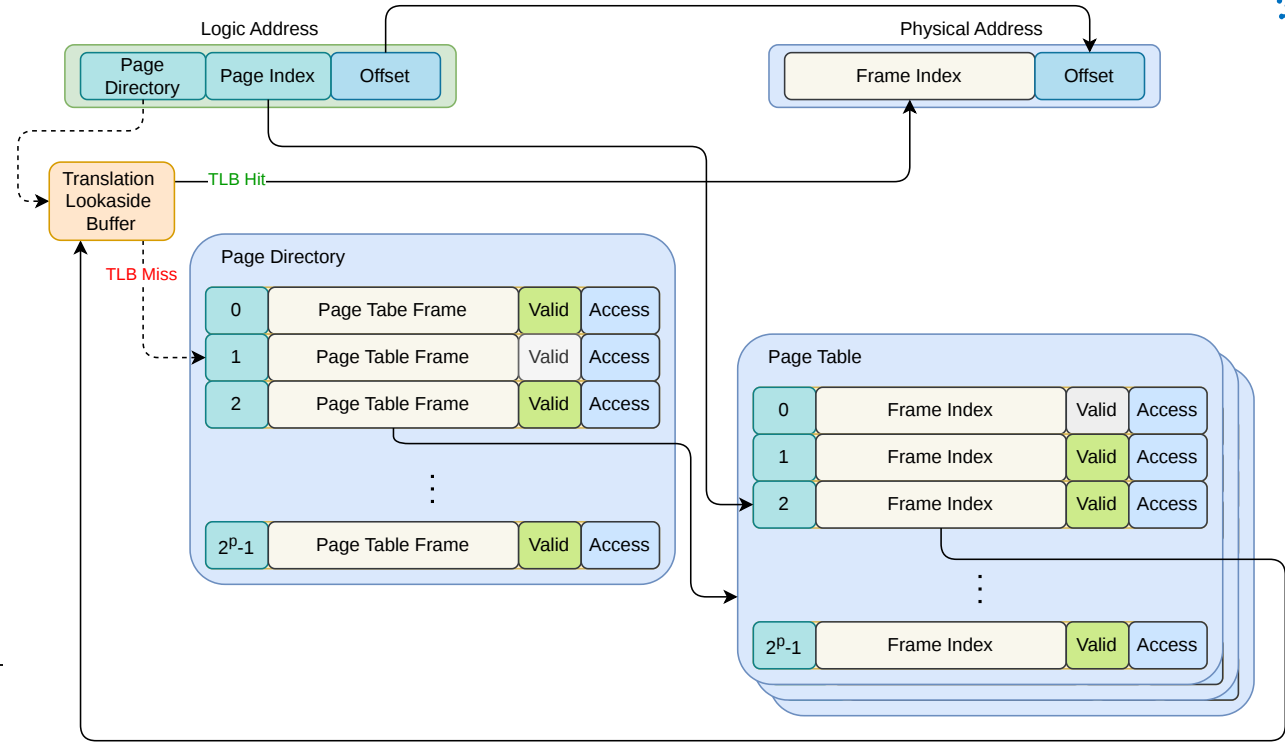 Logic Address
Physical Address
Page
Directory
Page Index
Offset
Frame Index
Offset
Translation
Lookaside
Buffer
TLB Hit
TLB Miss
Page Directory
0 Page Tabe Frame Valid Access
1 Page Table Frame Valid Access
2 Page Table Frame Valid Access
⋮
2ᵖ-1 Page Table Frame Valid Access
Page Table
0 Frame Index Valid Access
1 Frame Index Valid Access
2 Frame Index Valid Access
⋮
2ᵖ-1 Frame Index Valid Access